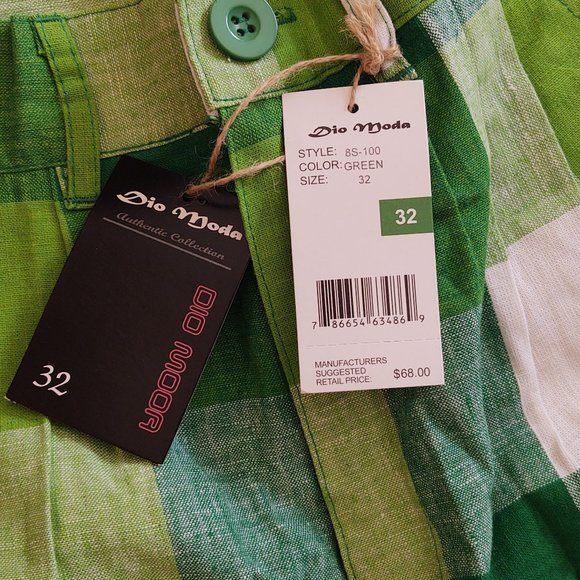 Dio Moda
Authentic Collection
DIO MODA
32
Dio Moda
STYLE: 8S-100
COLOR: GREEN
SIZE: 32
32
7 86654 63486 9
MANUFACTURERS
SUGGESTED
RETAIL PRICE: $68.00